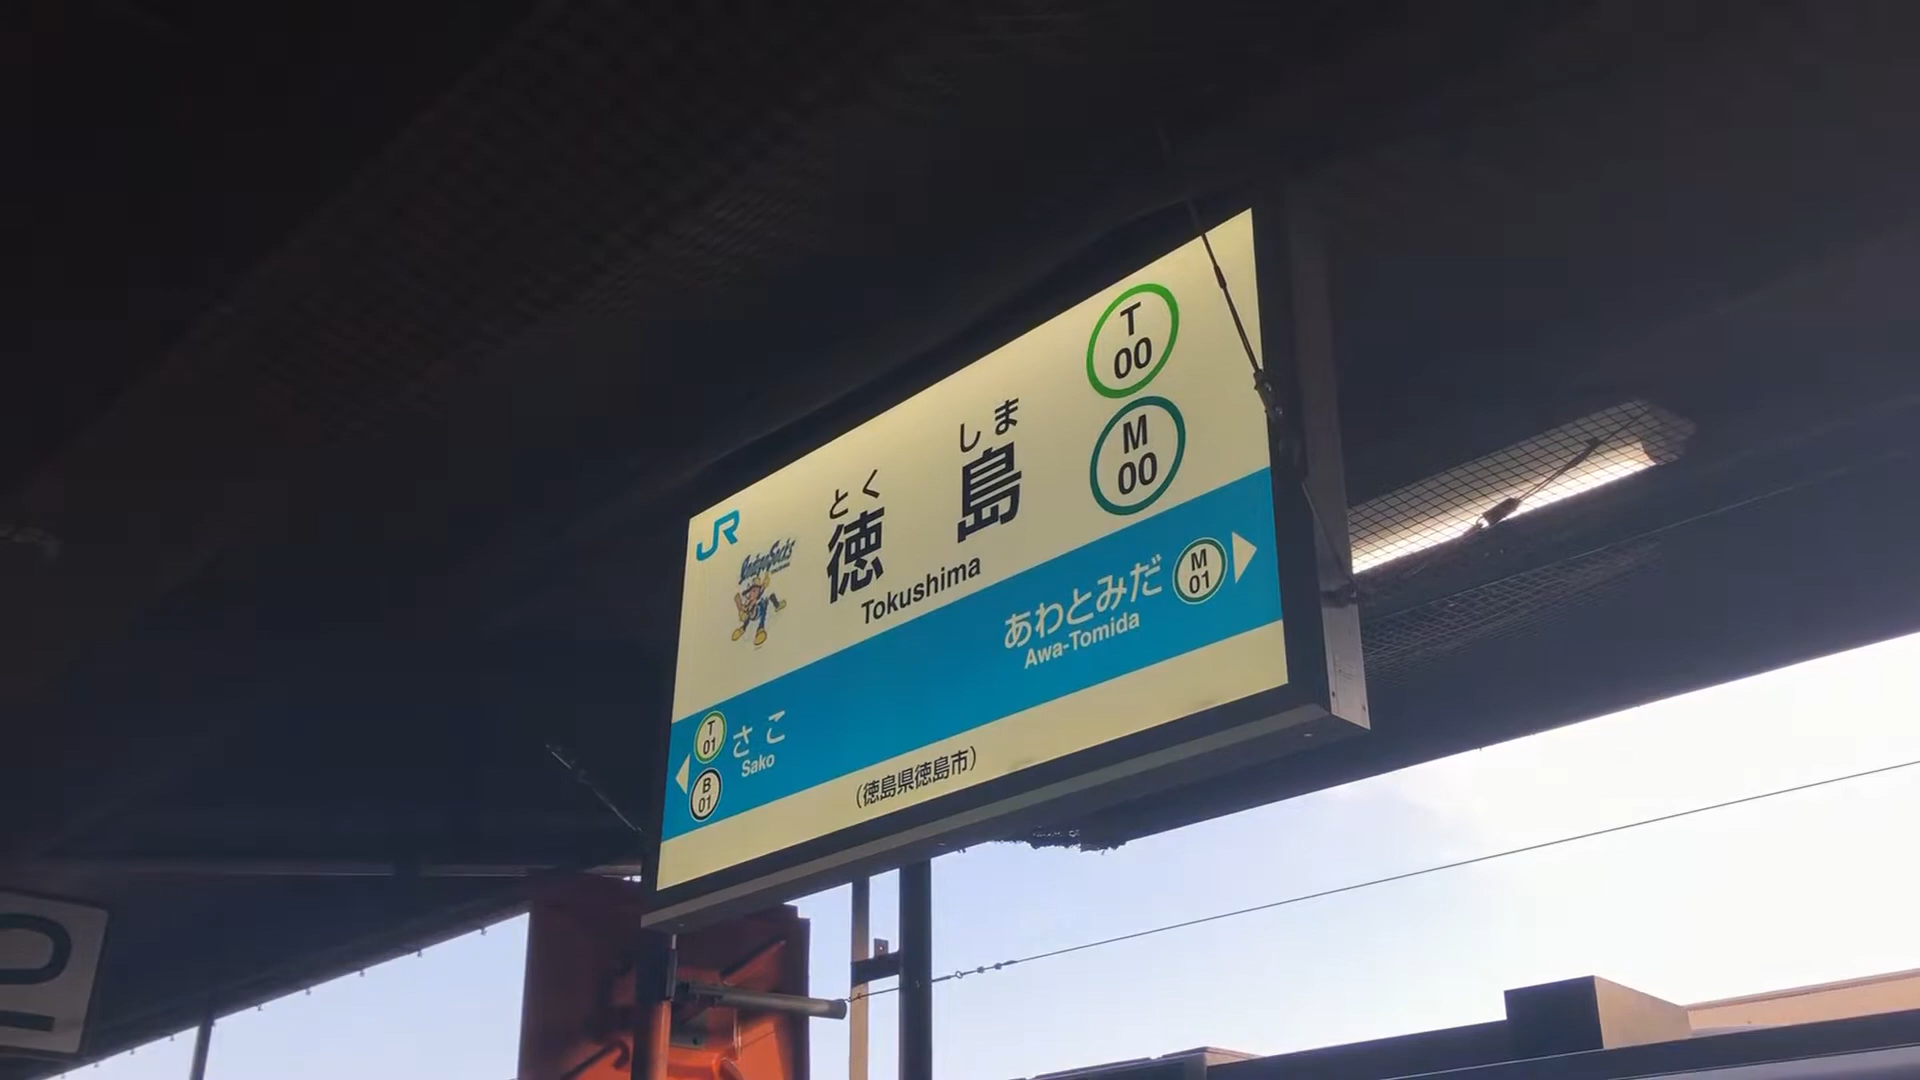 JR
IndigoSocks
とく しま
徳島
Tokushima
T
00
M
00
あわとみだ
Awa-Tomida
M
01
T
01
B
01
さこ
Sako
(徳島県徳島市)